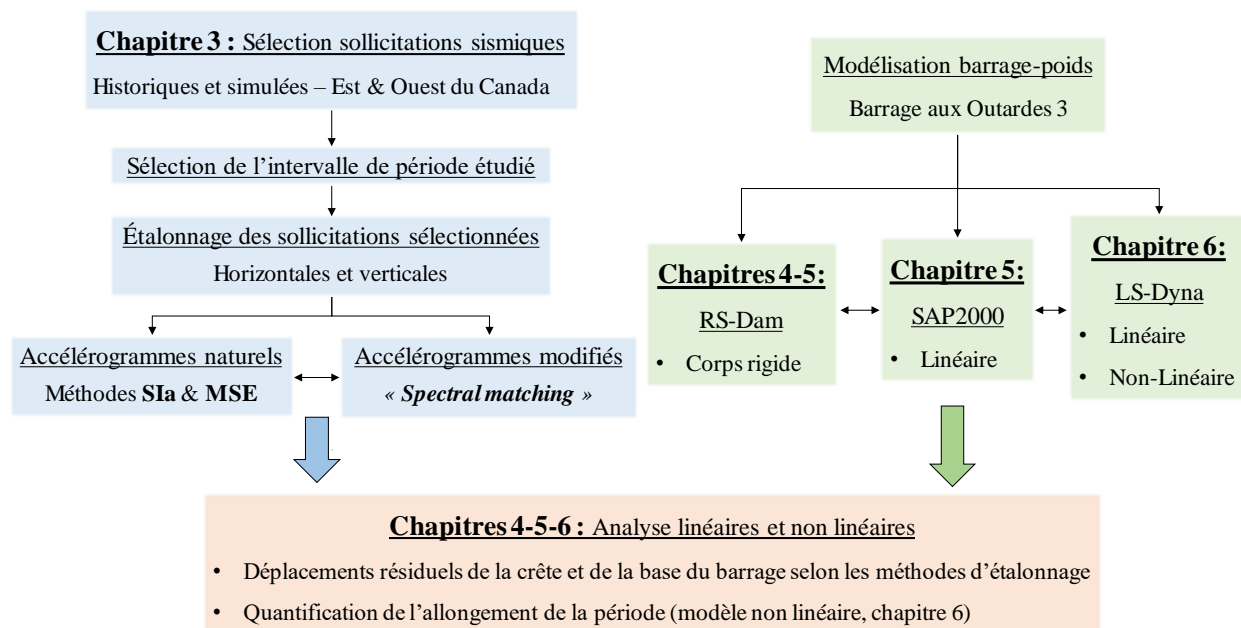 Chapitre 3 : Sélection sollicitations sismiques
Historiques et simulées – Est & Ouest du Canada
Sélection de l'intervalle de période étudié
Étalonnage des sollicitations sélectionnées
Horizontales et verticales
Accélérogrammes naturels
Méthodes SIa & MSE
Accélérogrammes modifiés
« Spectral matching »
Modélisation barrage-poids
Barrage aux Outardes 3
Chapitres 4-5:
RS-Dam
• Corps rigide
Chapitre 5:
SAP2000
• Linéaire
Chapitre 6:
LS-Dyna
• Linéaire
• Non-Linéaire
Chapitres 4-5-6 : Analyse linéaires et non linéaires
• Déplacements résiduels de la crête et de la base du barrage selon les méthodes d'étalonnage
• Quantification de l'allongement de la période (modèle non linéaire, chapitre 6)